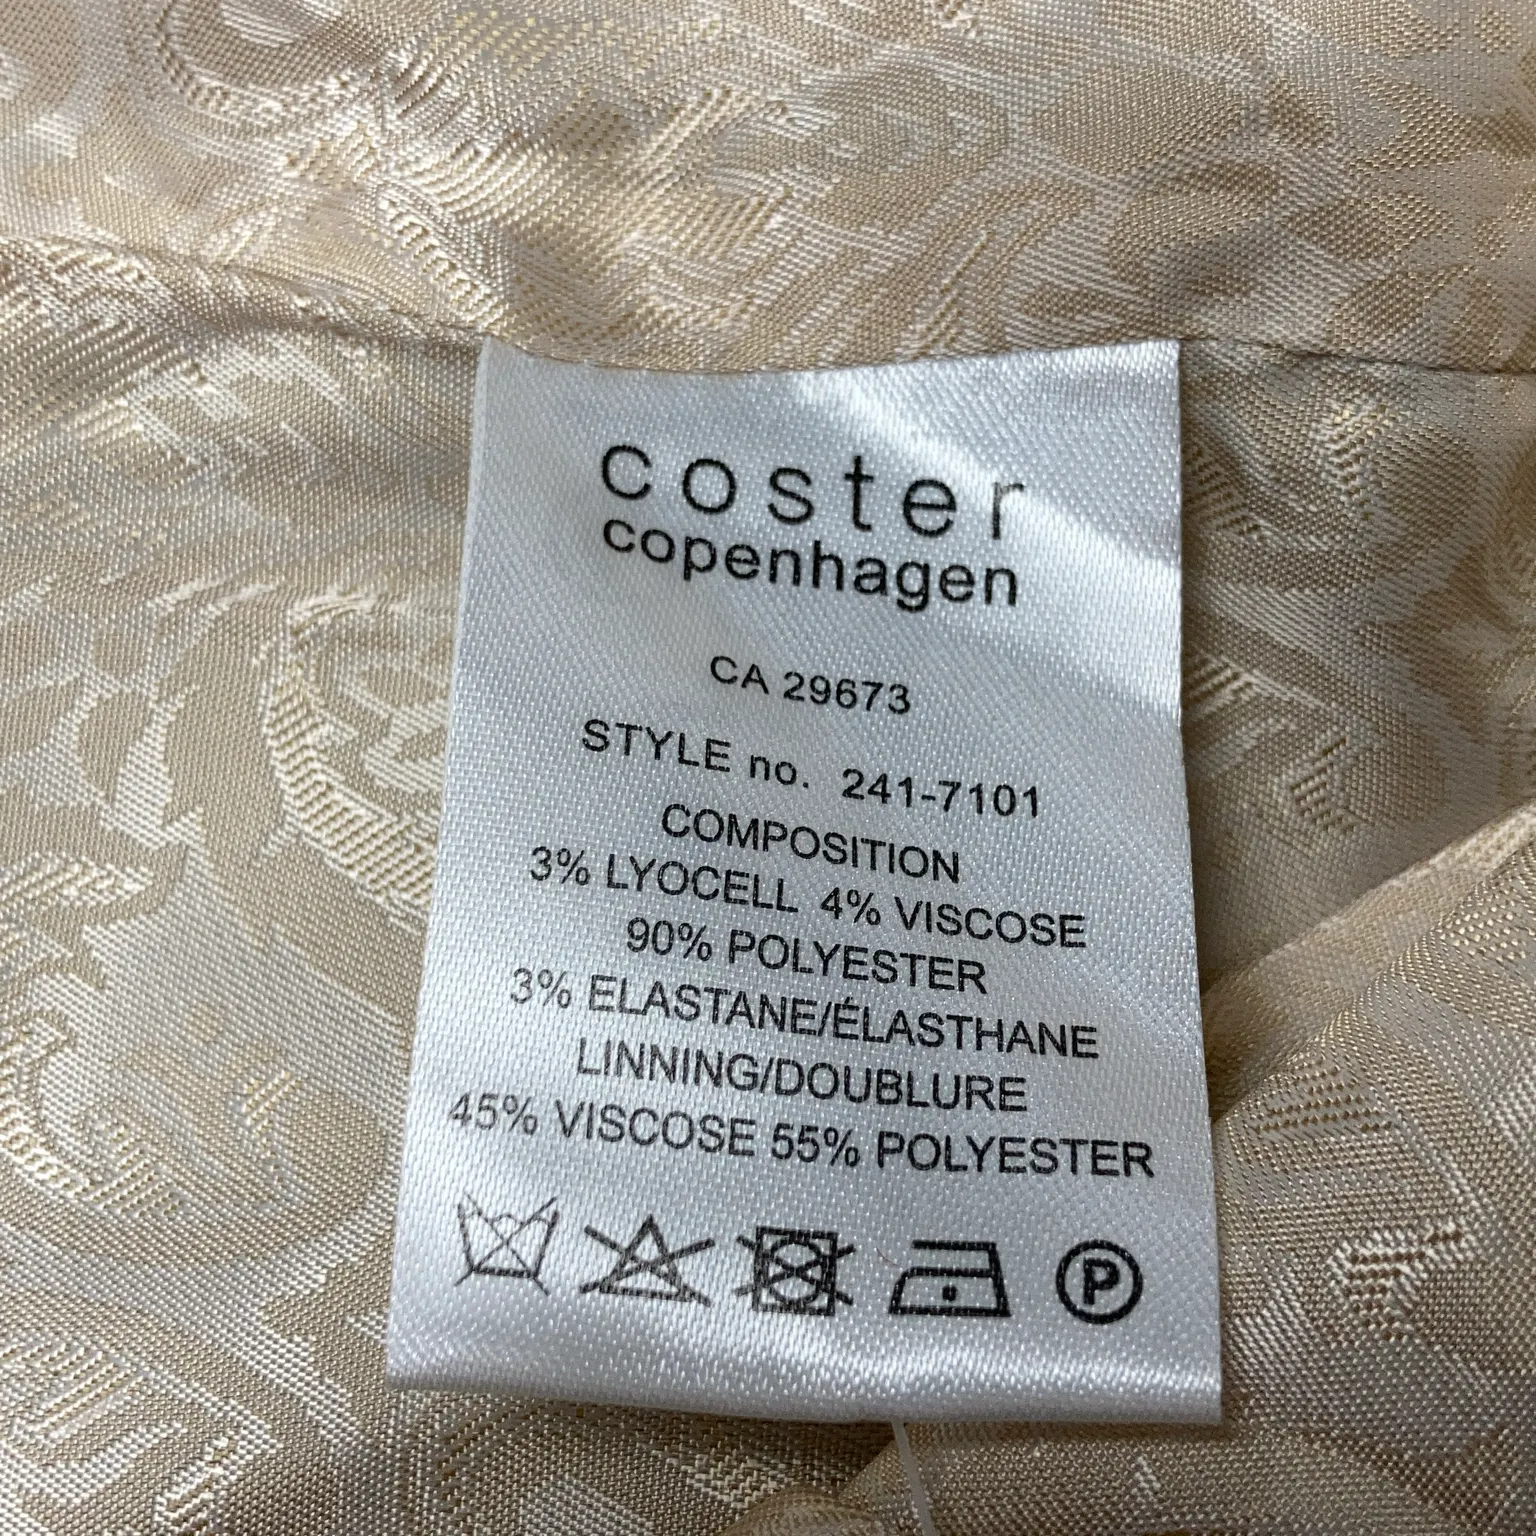 coster
copenhagen
CA 29673
STYLE no. 241-7101
COMPOSITION
3% LYOCELL 4% VISCOSE
90% POLYESTER
3% ELASTANE/ÉLASTHANE
LINNING/DOUBLURE
45% VISCOSE 55% POLYESTER
P